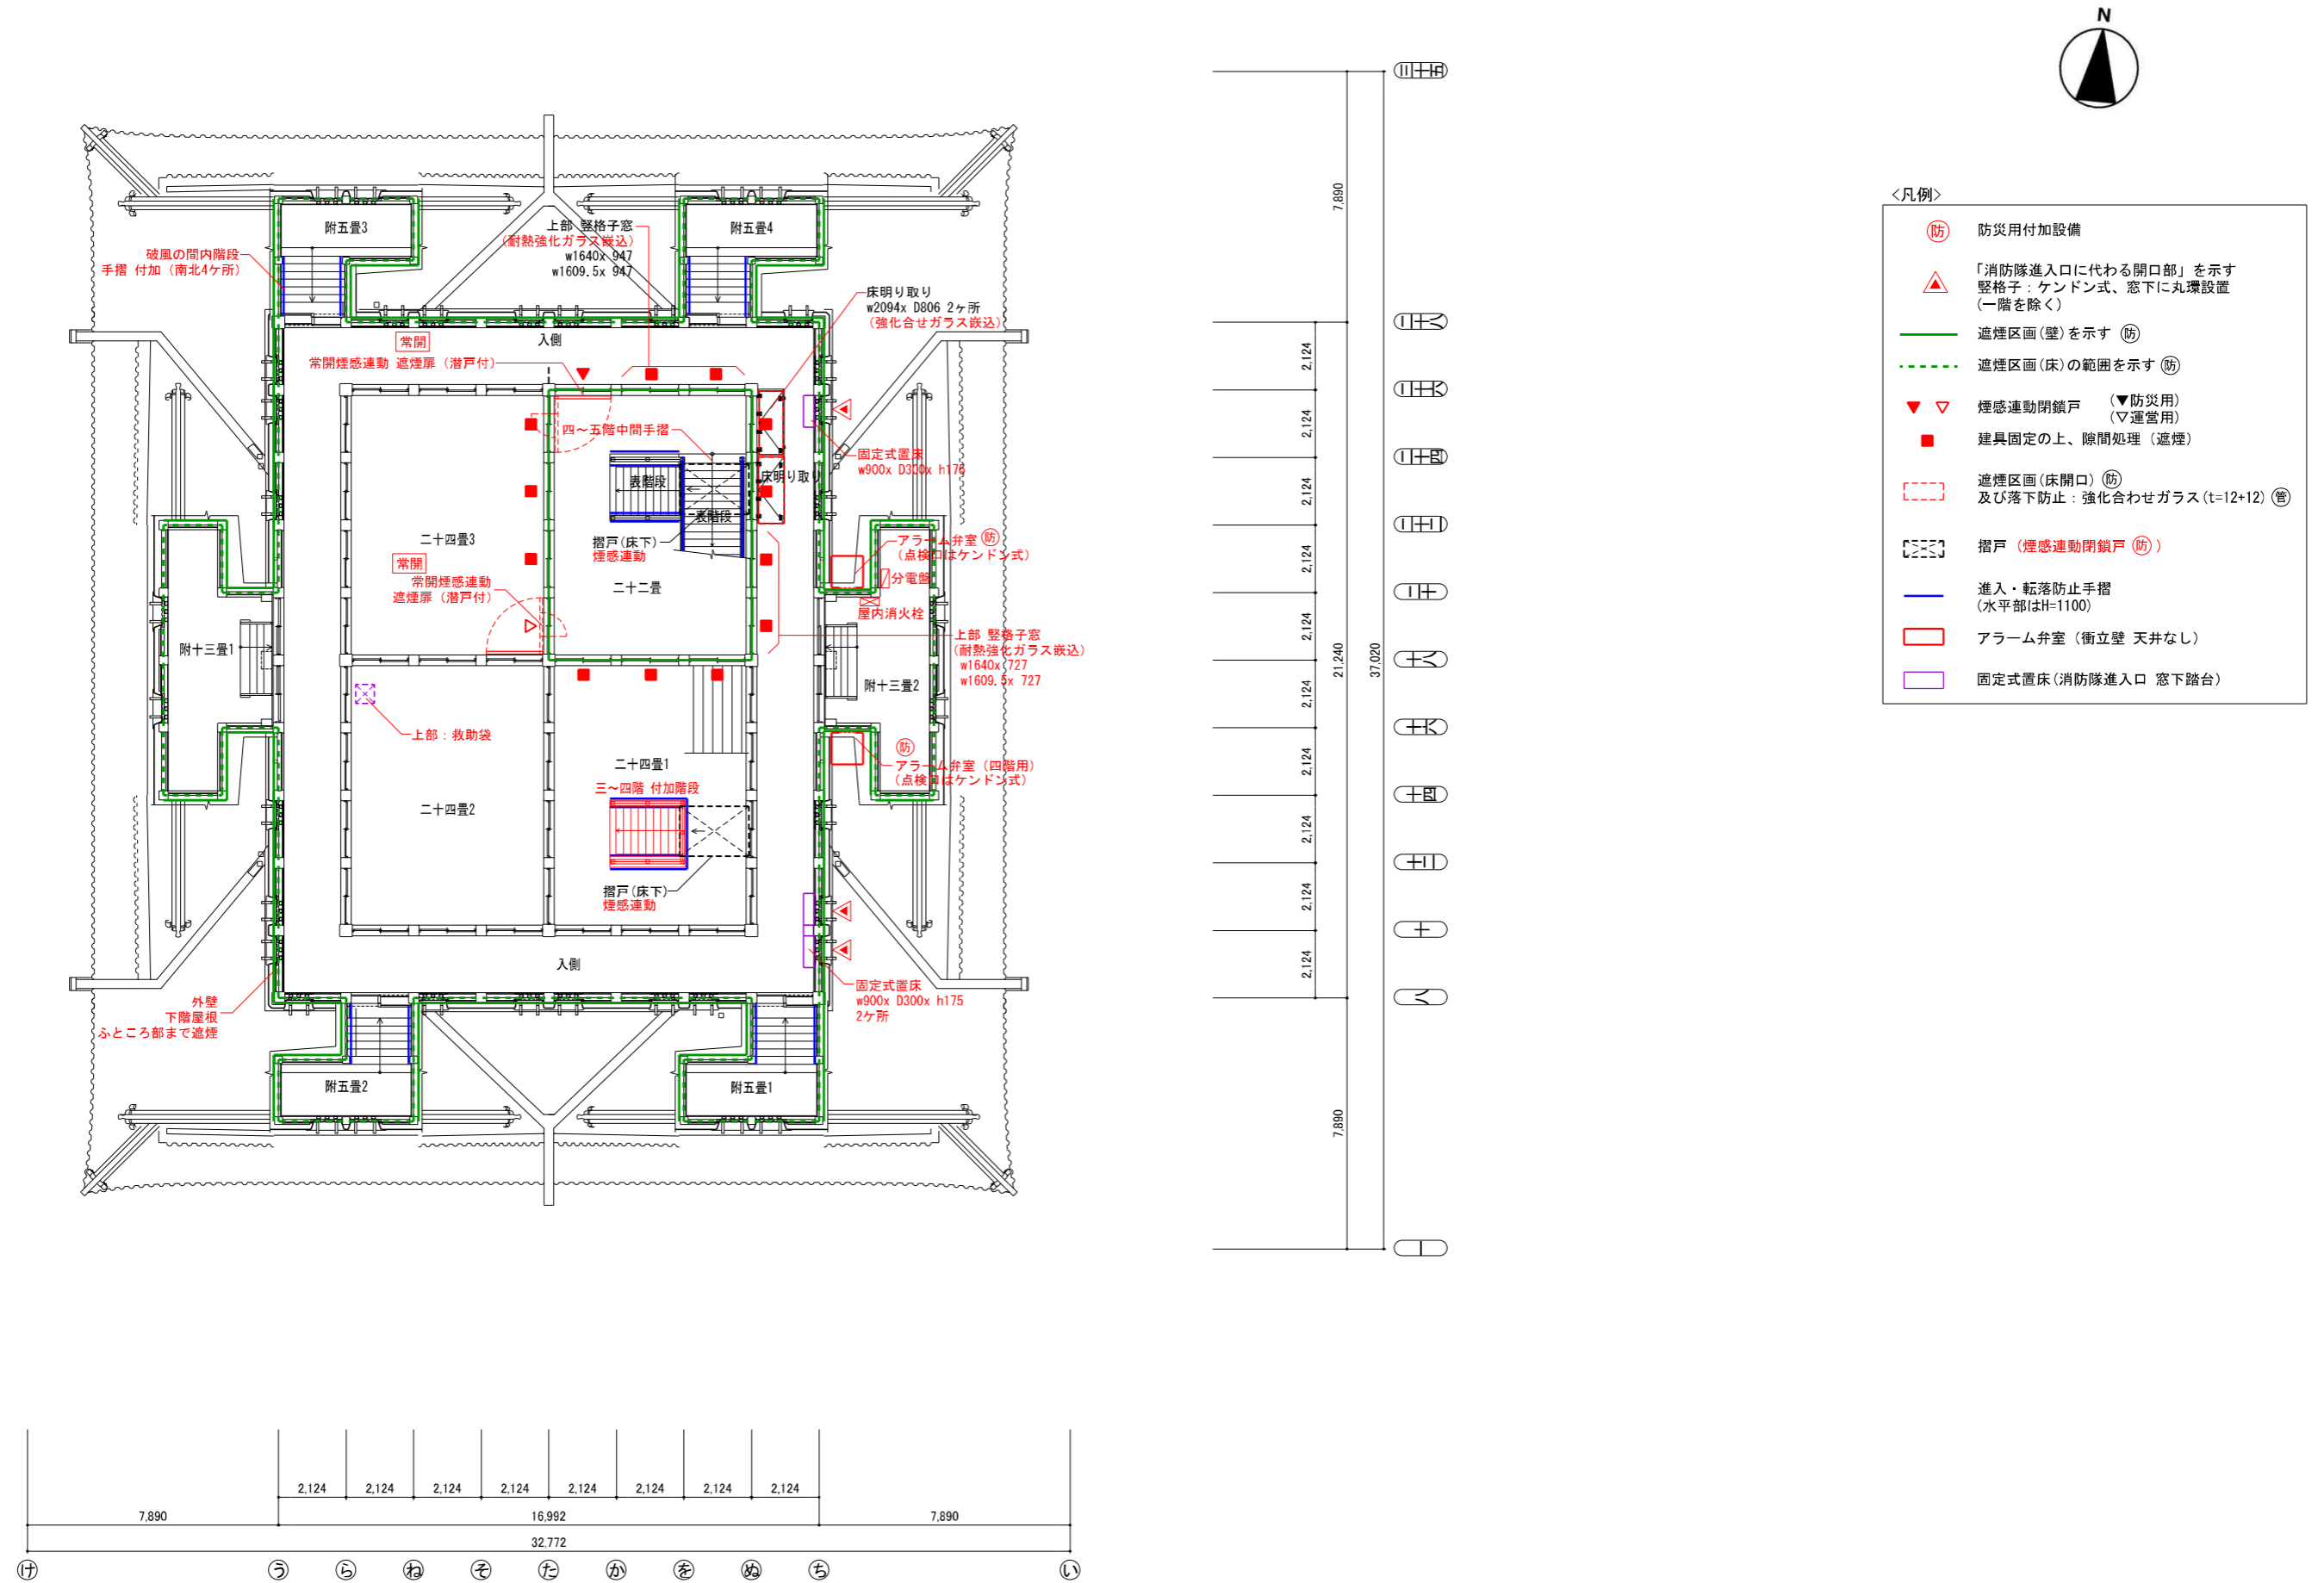 N
<凡例>
防 防災用付加設備
「消防隊進入口に代わる開口部」を示す
竪格子：ケンドン式、窓下に丸環設置
(一階を除く)
遮煙区画(壁)を示す 防
遮煙区画(床)の範囲を示す 防
煙感連動閉鎖戸 (▼防災用)
(▽運営用)
建具固定の上、隙間処理（遮煙）
遮煙区画(床開口) 防
及び落下防止：強化合わせガラス(t=12+12) 管
摺戸（煙感連動閉鎖戸 防 ）
進入・転落防止手摺
(水平部はH=1100)
アラーム弁室（衝立壁 天井なし）
固定式置床(消防隊進入口 窓下踏台)
附五畳3
附五畳4
上部 竪格子窓
(耐熱強化ガラス嵌込)
w1640x 947
w1609.5x 947
破風の間内階段
手摺 付加（南北4ケ所）
床明り取り
w2094x D806 2ヶ所
(強化合せガラス嵌込)
常開
入側
常開煙感連動 遮煙扉（潜戸付）
四～五階中間手摺
固定式置床
w900x D300x h175
表階段
床明り取り
表階段
二十四畳3
摺戸(床下)
煙感連動
アラーム弁室 防
（点検口はケンドン式）
常開
常開煙感連動
遮煙扉（潜戸付）
二十二畳
分電盤
屋内消火栓
上部 竪格子窓
(耐熱強化ガラス嵌込)
w1640x 727
w1609.5x 727
附十三畳1
附十三畳2
上部：救助袋
防
アラーム弁室（四階用）
（点検口はケンドン式）
二十四畳1
三～四階 付加階段
二十四畳2
摺戸(床下)
煙感連動
入側
固定式置床
w900x D300x h175
2ケ所
外壁
下階屋根
ふところ部まで遮煙
附五畳2
附五畳1
7,890
2,124
2,124
2,124
2,124
2,124
2,124
2,124
2,124
2,124
2,124
21,240
37,020
7,890
二十五
十
一
2,124
2,124
2,124
2,124
2,124
2,124
2,124
2,124
7,890
16,992
7,890
32,772
け
う
ら
ね
そ
た
か
を
ぬ
ち
い